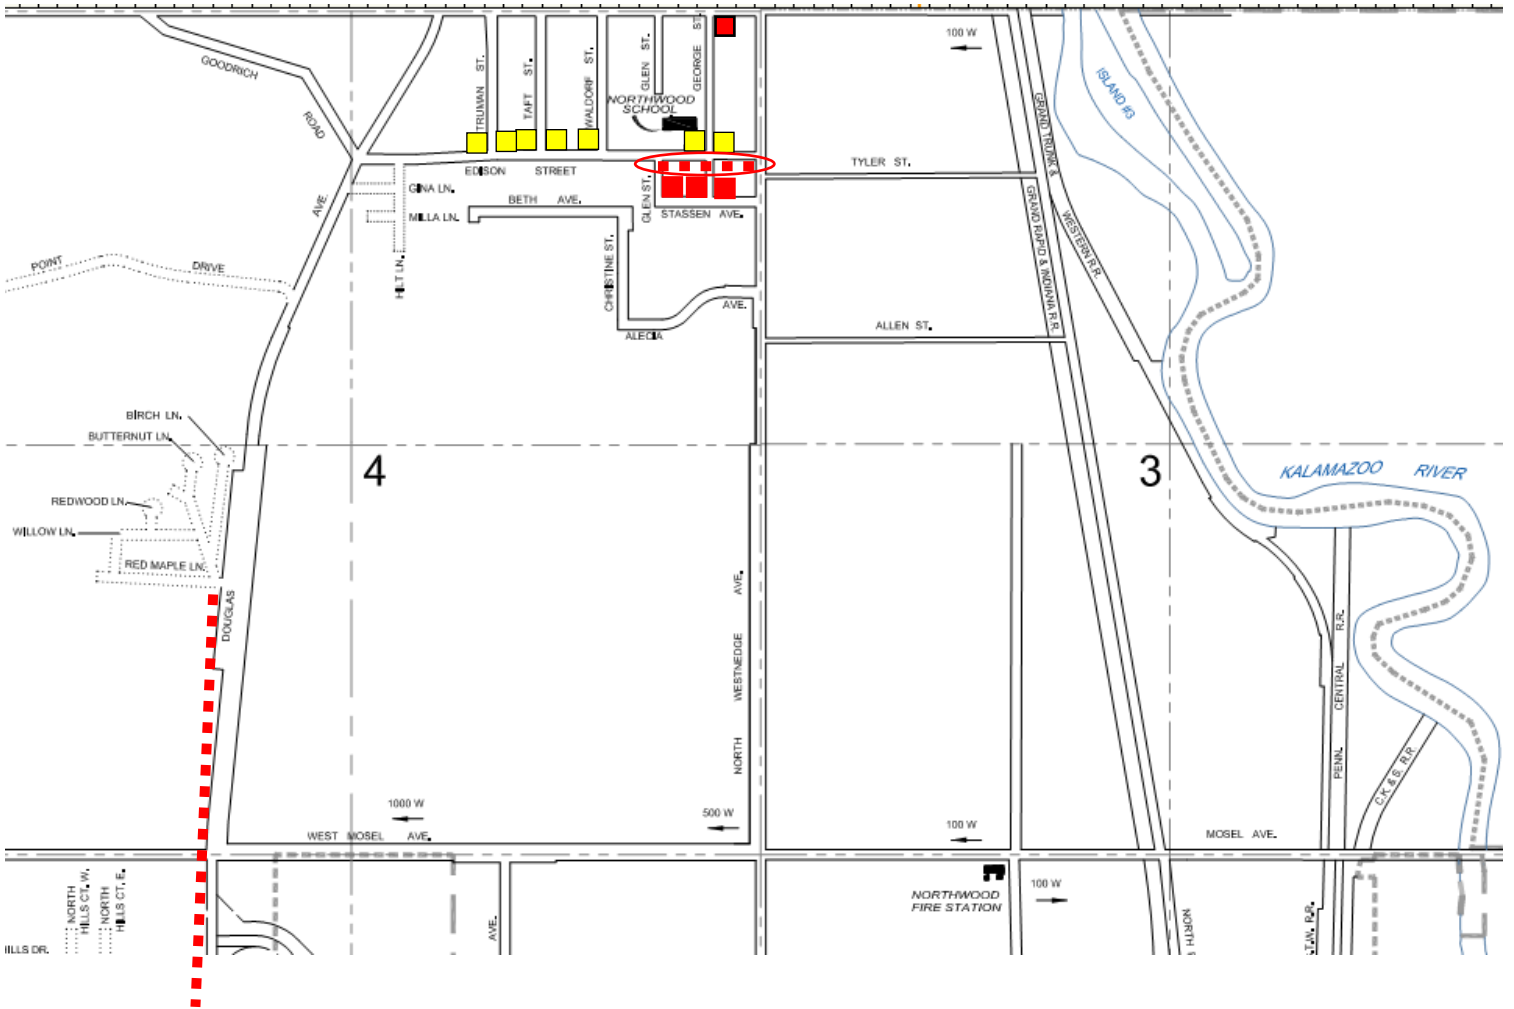 GOODRICH
ROAD
AVE.
TRUMAN ST.
TAFT ST.
WALDORF ST.
GLEN ST.
GEORGE ST
NORTHWOOD
SCHOOL
100 W
ISLAND #3
GRAND TRUNK &
WESTERN R.R.
GRAND RAPID & INDIANA R.R.
EDISON STREET
TYLER ST.
GINA LN.
MILLA LN.
HILT LN.
BETH AVE.
GLEN ST.
STASSEN AVE.
CHRISTINE ST.
ALECIA AVE.
POINT DRIVE
ALLEN ST.
BIRCH LN.
BUTTERNUT LN.
REDWOOD LN.
WILLOW LN.
RED MAPLE LN.
4
3
KALAMAZOO RIVER
DOUGLAS
NORTH WESTNEDGE AVE.
PENN. CENTRAL R.R.
C.K. & S. R.R
1000 W
500 W
100 W
WEST MOSEL AVE.
MOSEL AVE.
NORTH
HILLS CT. W.
NORTH
HILLS CT. E.
HILLS DR.
AVE.
NORTHWOOD
FIRE STATION
100 W
NORTH
.T.W. R.R.